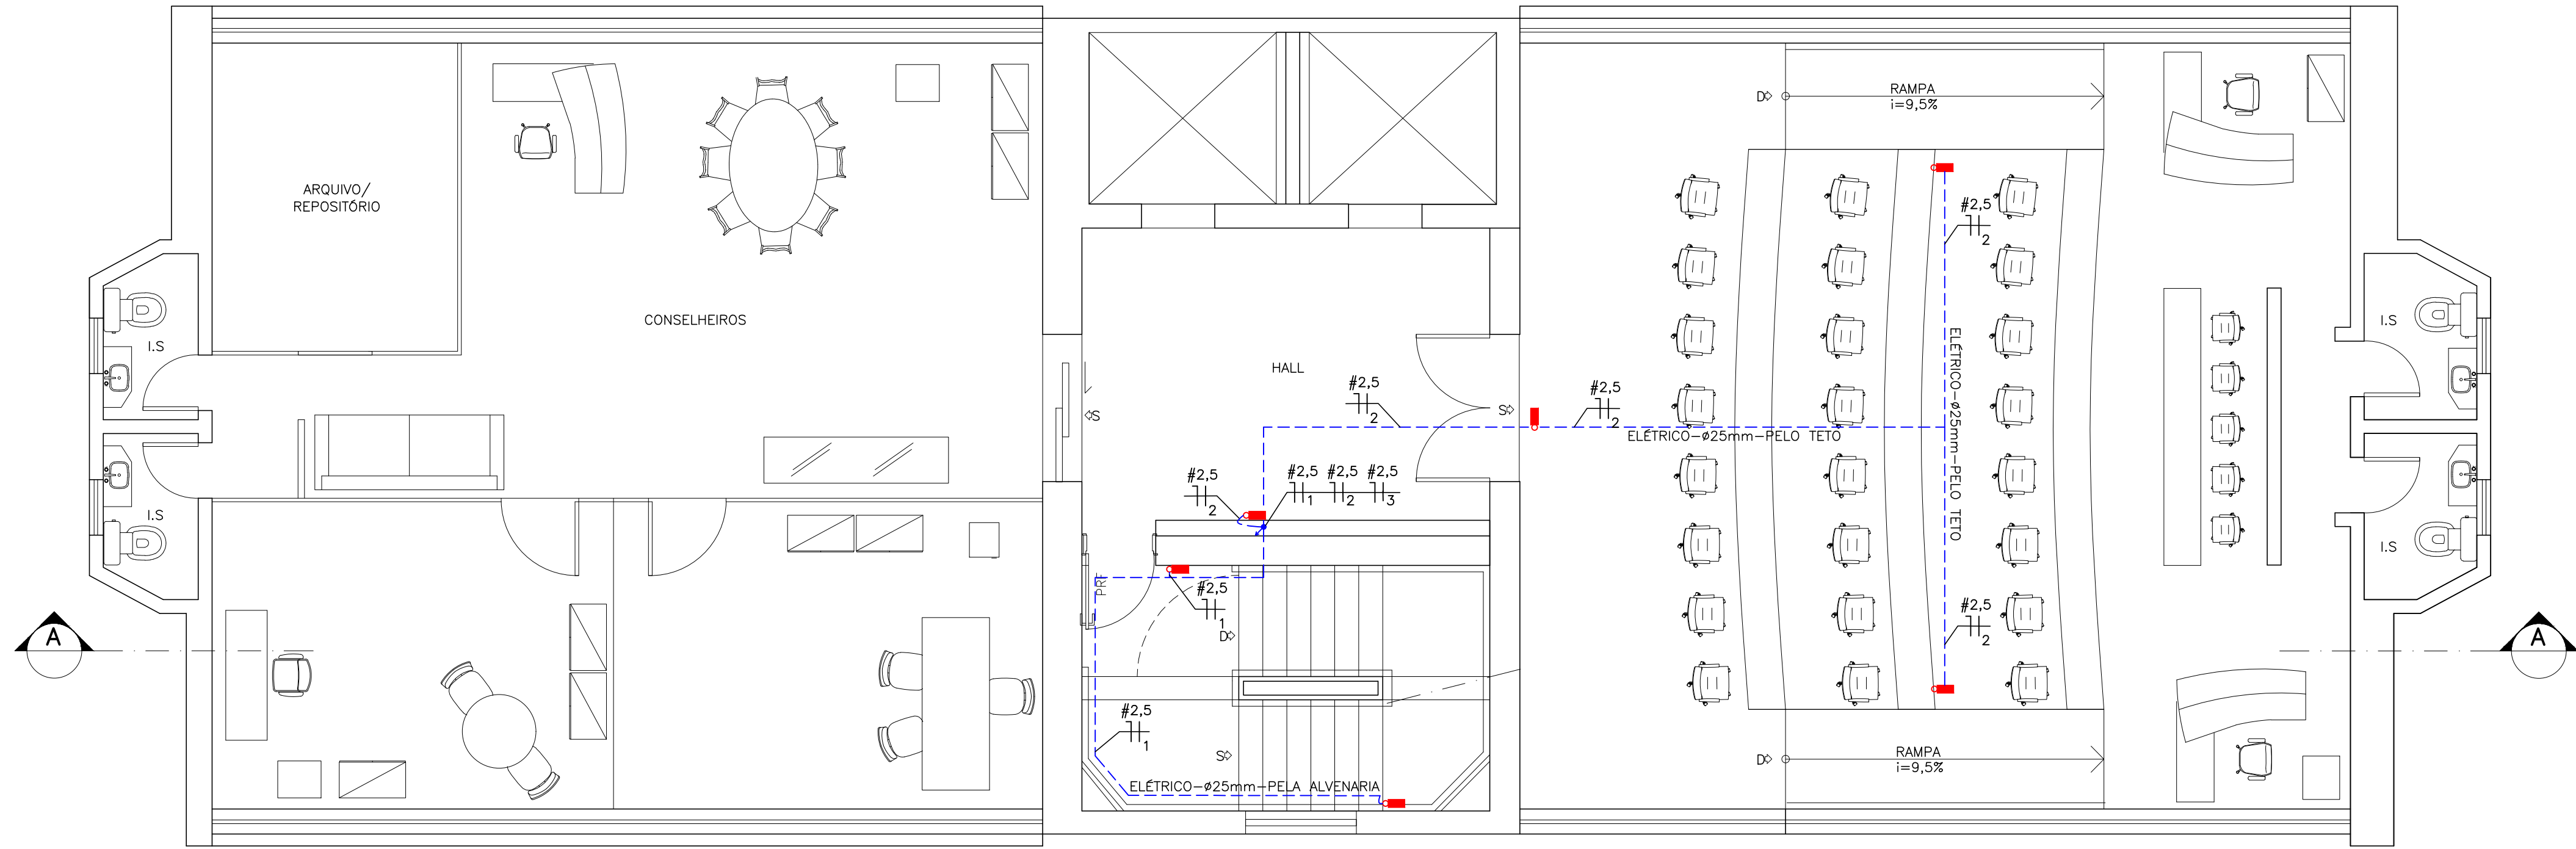 RAMPA
i=9,5%
D
ARQUIVO/
REPOSITÓRIO
#2,5
2
CONSELHEIROS
I.S
I.S
HALL
#2,5
2
#2,5
2
S
S
ELÉTRICO-ø25mm-PELO TETO
ELÉTRICO-ø25mm-PELO TETO
#2,5
2
#2,5 #2,5 #2,5
1 2 3
I.S
I.S
PRF
#2,5
1
D
#2,5
2
A
A
#2,5
1
S
ELÉTRICO-ø25mm-PELA ALVENARIA
D
RAMPA
i=9,5%